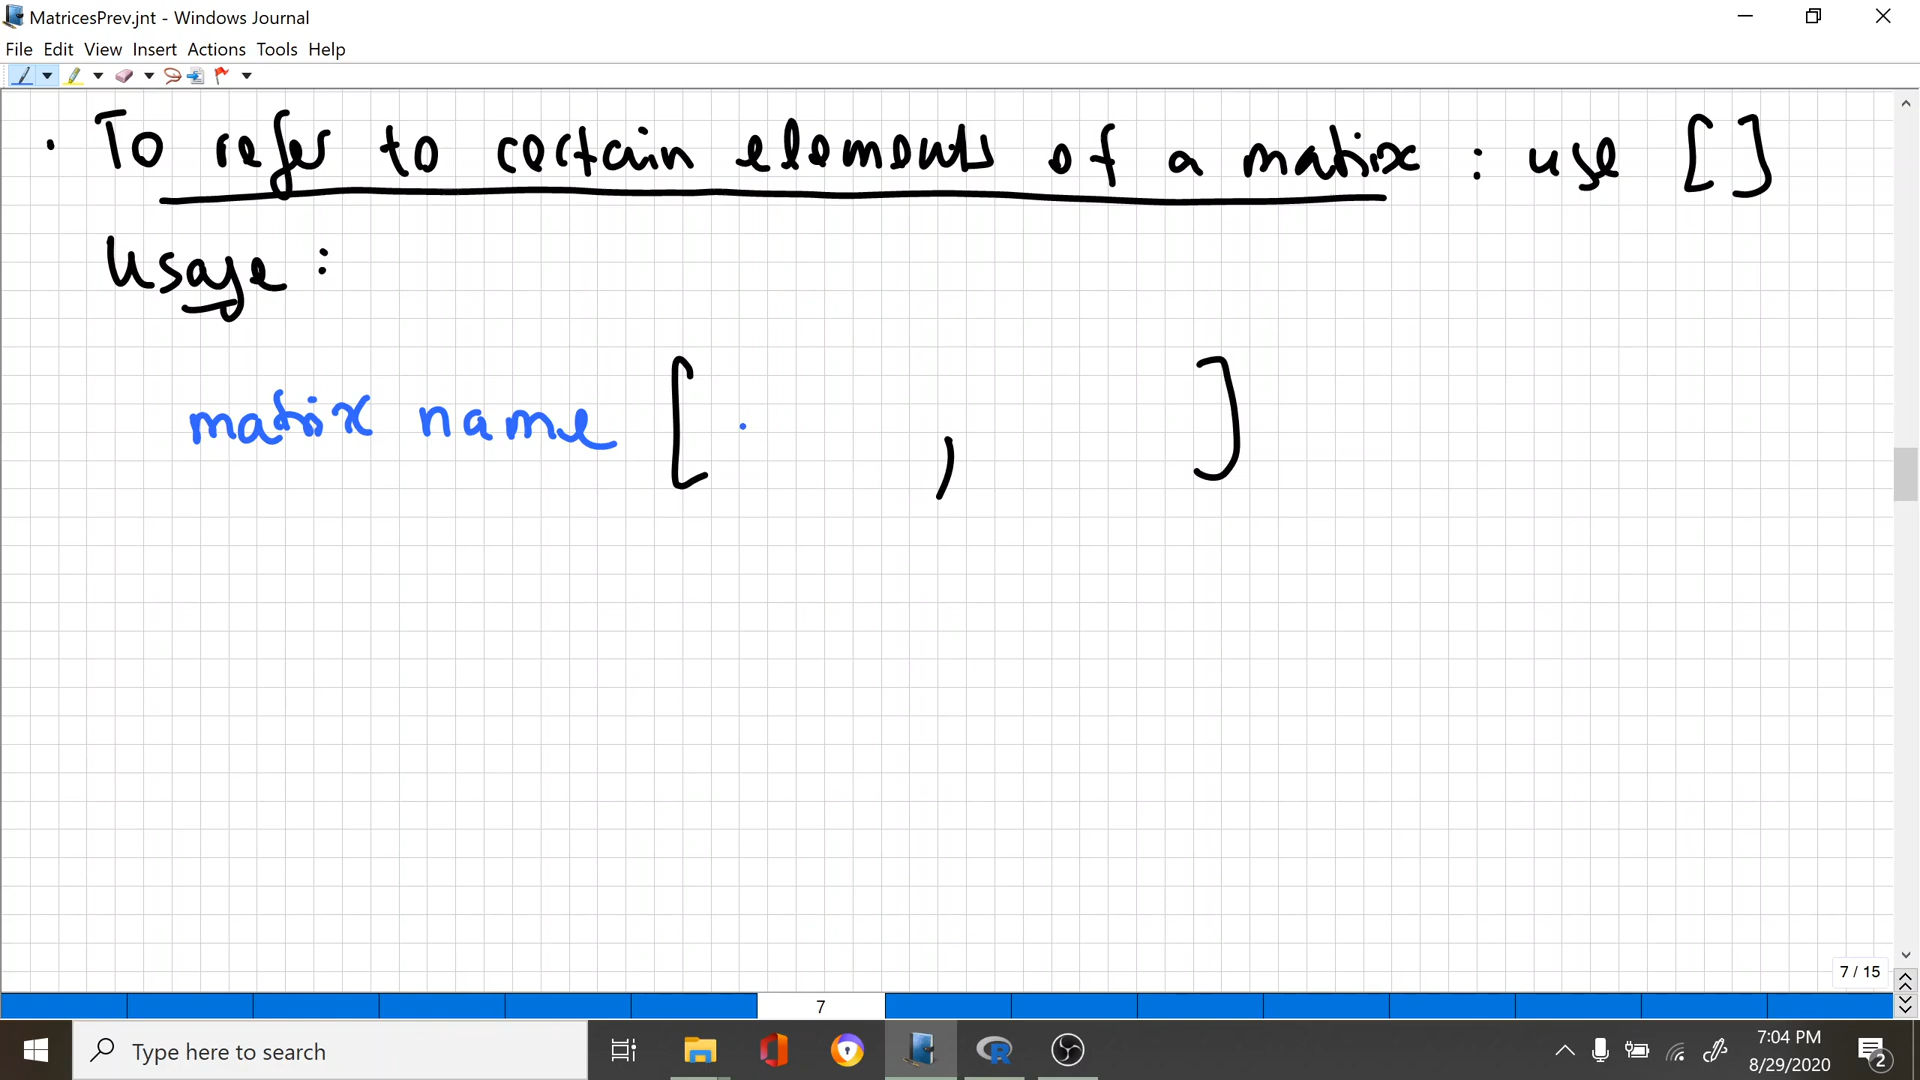 MatricesPrev.jnt - Windows Journal
File Edit View Insert Actions Tools Help
· To refer to certain elements of a matrix : use []
Usage :
matrix name [ , ]
7 / 15
7
Type here to search
7:04 PM
8/29/2020
2